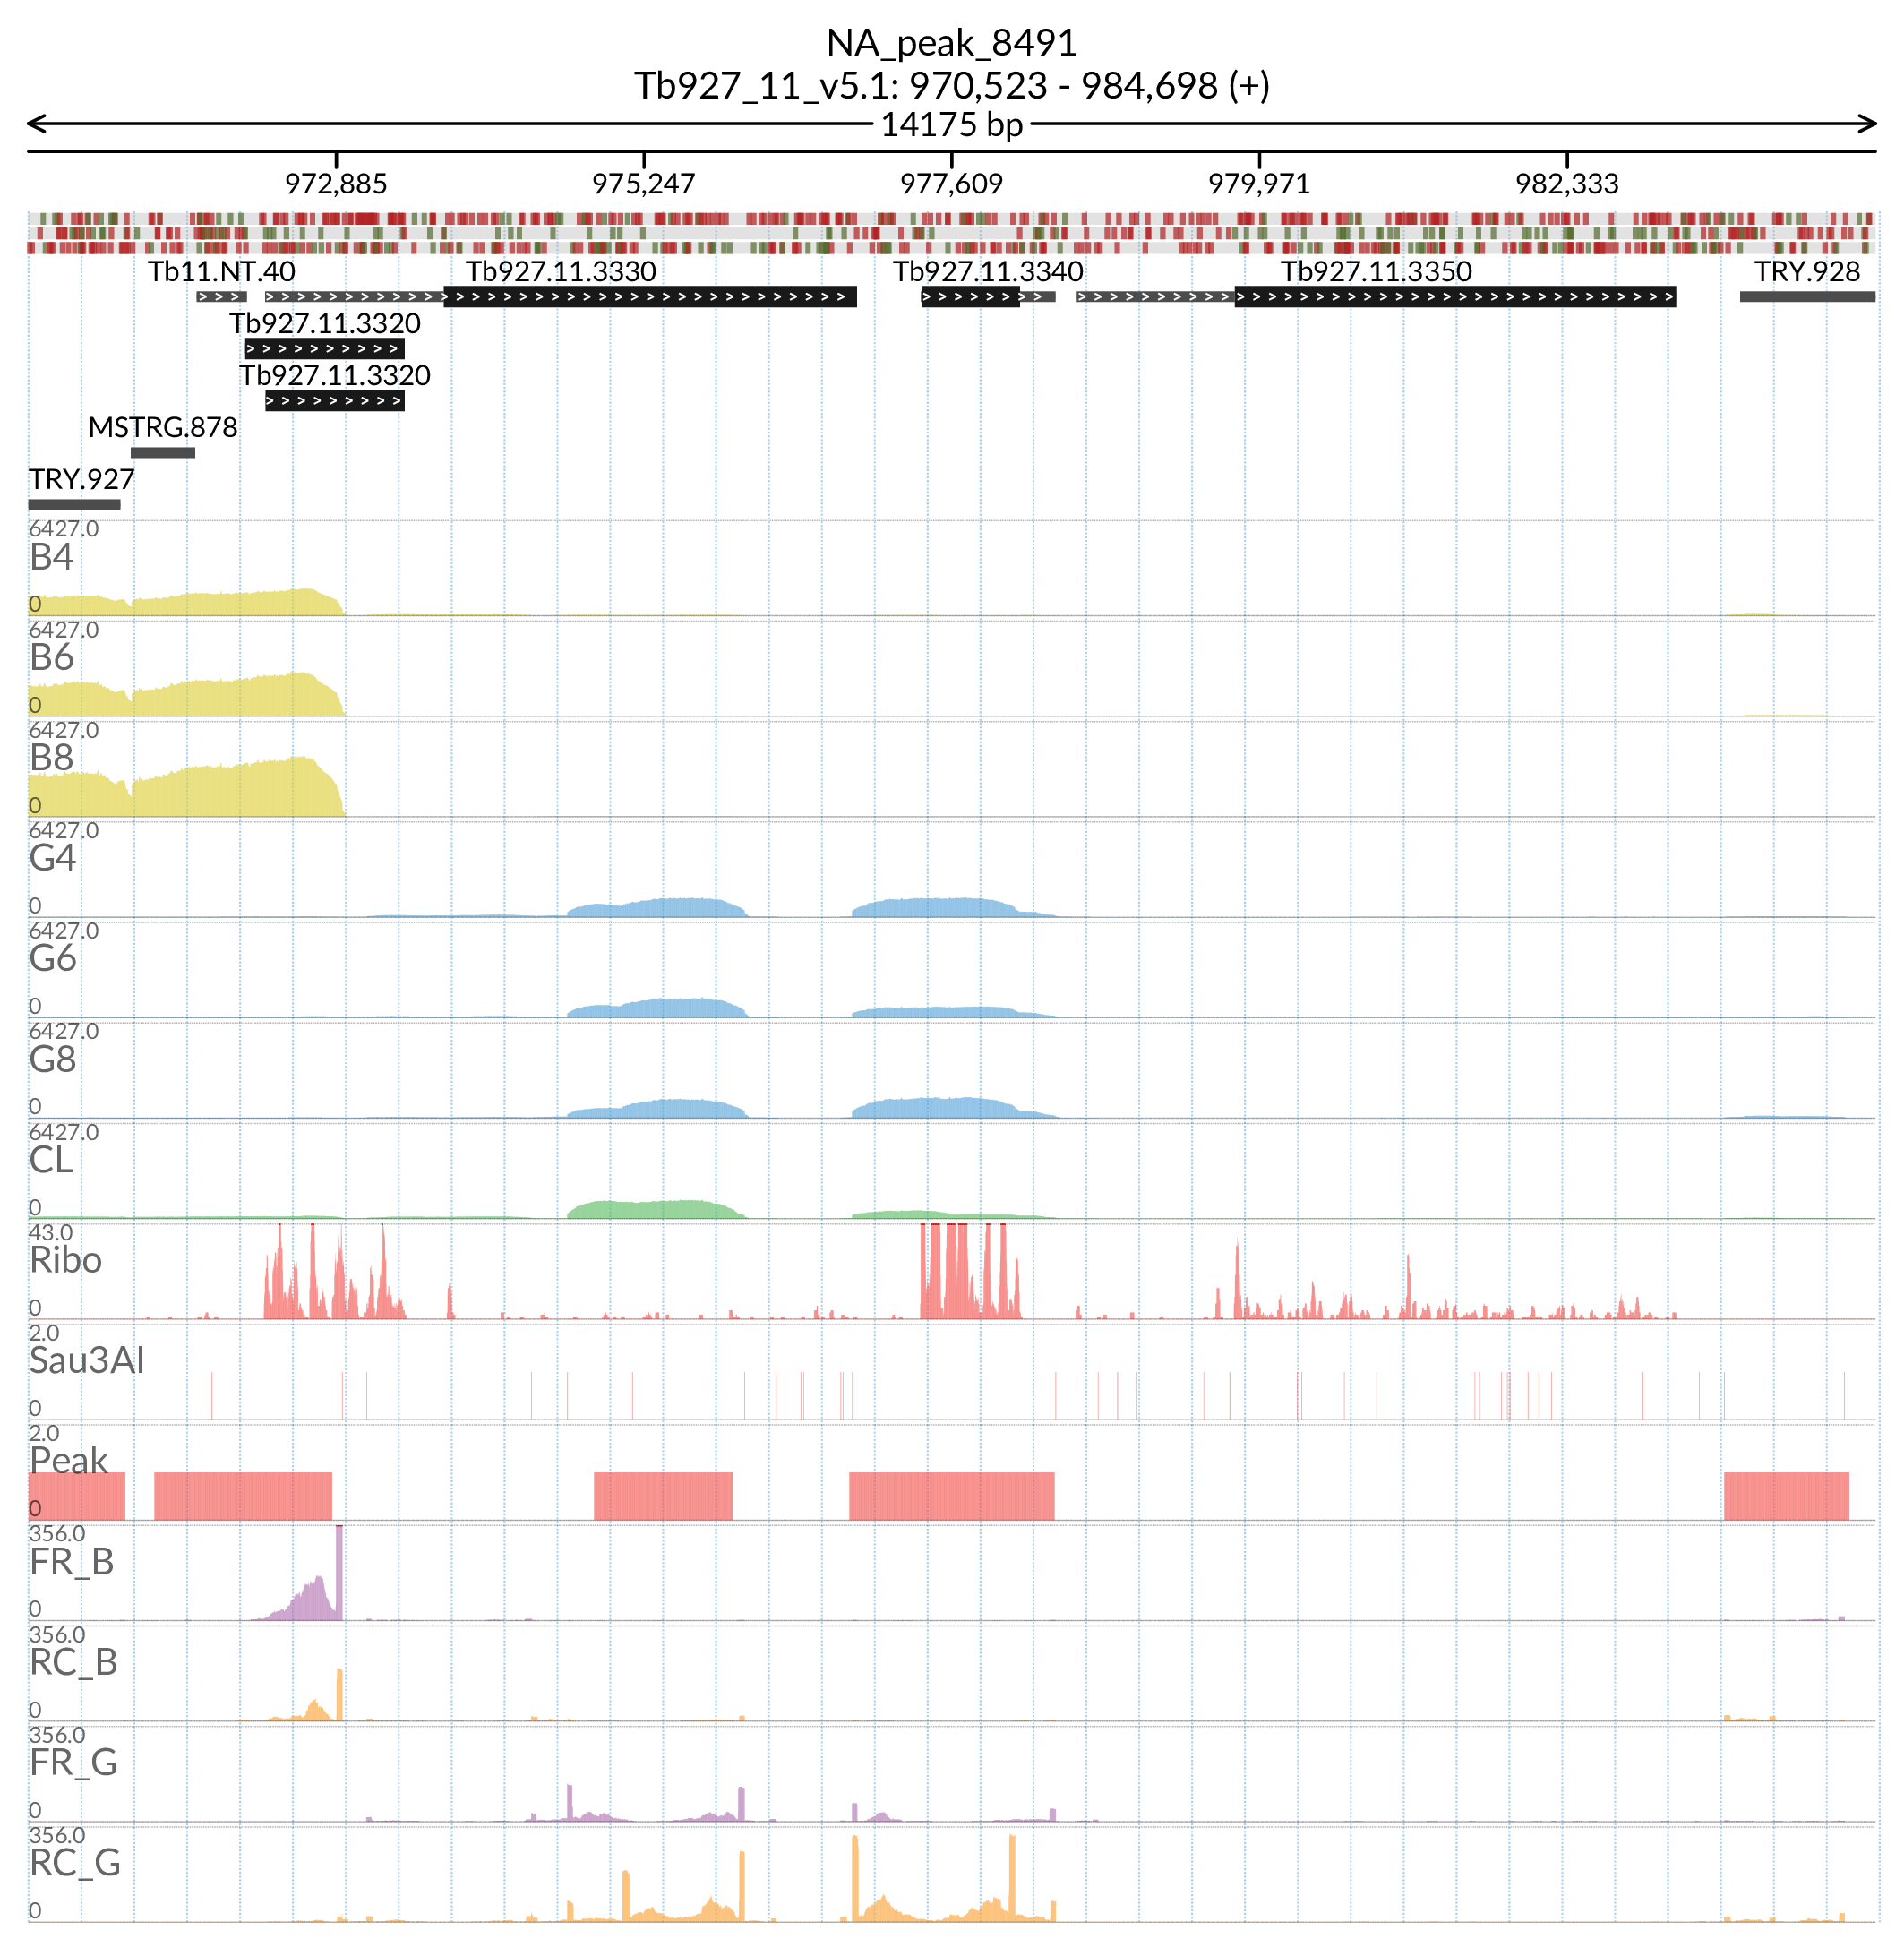 NA_peak_8491
Tb927_11_v5.1: 970,523 - 984,698 (+)
14175 bp
972,885 975,247 977,609 979,971 982,333
Tb11.NT.40 Tb927.11.3330 Tb927.11.3340 Tb927.11.3350 TRY.928
Tb927.11.3320
Tb927.11.3320
MSTRG.878
TRY.927
6427.0
B4
0
6427.0
B6
0
6427.0
B8
0
6427.0
G4
0
6427.0
G6
0
6427.0
G8
0
6427.0
CL
0
43.0
Ribo
0
2.0
Sau3AI
0
2.0
Peak
0
356.0
FR_B
0
356.0
RC_B
0
356.0
FR_G
0
356.0
RC_G
0